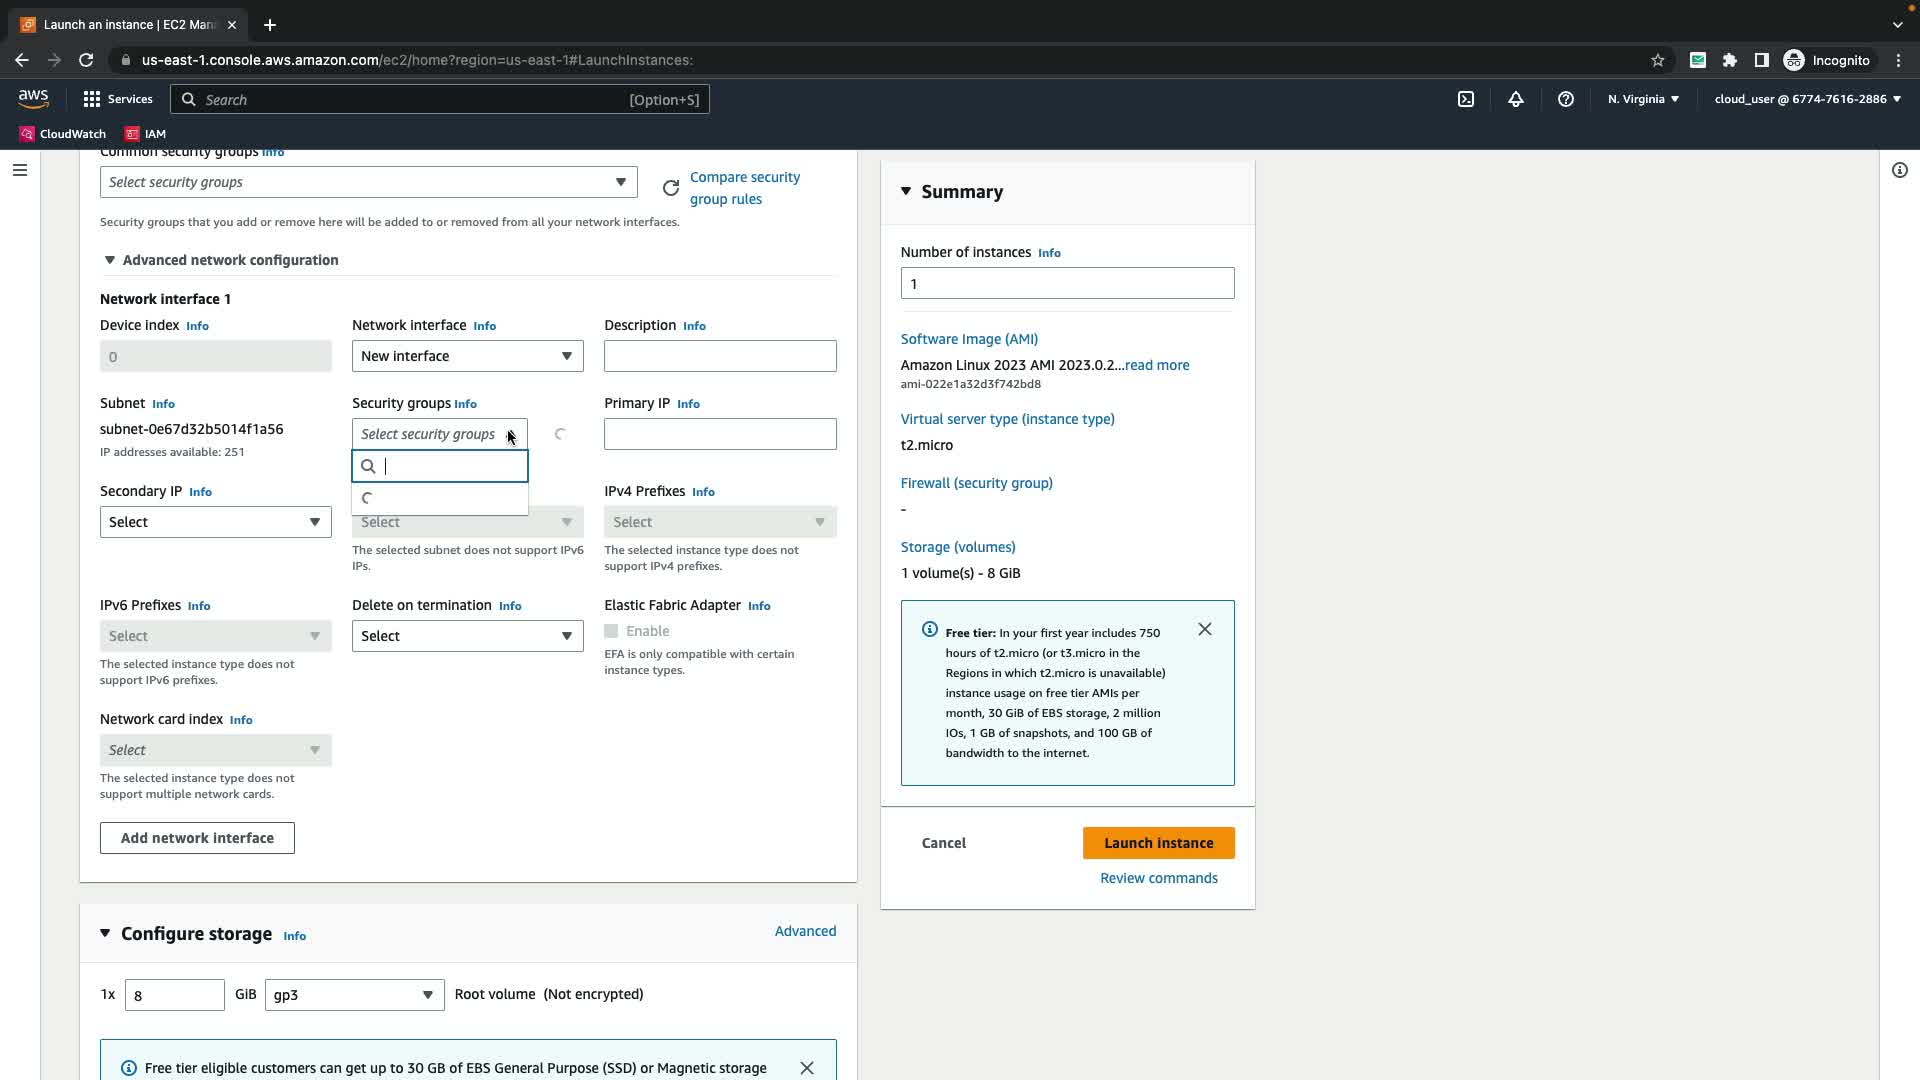 Launch an instance | EC2 Man
us-east-1.console.aws.amazon.com/ec2/home?region=us-east-1#LaunchInstances:
Incognito
aws
Services
Search
[Option+S]
N. Virginia
cloud_user @ 6774-7616-2886
CloudWatch
IAM
Common security groups Info
Select security groups
Compare security
group rules
Security groups that you add or remove here will be added to or removed from all your network interfaces.
Advanced network configuration
Network interface 1
Device index Info
0
Network interface Info
New interface
Description Info
Subnet Info
subnet-0e67d32b5014f1a56
IP addresses available: 251
Security groups Info
Select security groups
Primary IP Info
Secondary IP Info
Select
Select
The selected subnet does not support IPv6
IPs.
IPv4 Prefixes Info
Select
The selected instance type does not
support IPv4 prefixes.
IPv6 Prefixes Info
Select
The selected instance type does not
support IPv6 prefixes.
Delete on termination Info
Select
Elastic Fabric Adapter Info
Enable
EFA is only compatible with certain
instance types.
Network card index Info
Select
The selected instance type does not
support multiple network cards.
Add network interface
Configure storage Info
Advanced
1x 8 GiB gp3 Root volume (Not encrypted)
Free tier eligible customers can get up to 30 GB of EBS General Purpose (SSD) or Magnetic storage
Summary
Number of instances Info
1
Software Image (AMI)
Amazon Linux 2023 AMI 2023.0.2...read more
ami-022e1a32d3f742bd8
Virtual server type (instance type)
t2.micro
Firewall (security group)
-
Storage (volumes)
1 volume(s) - 8 GiB
Free tier: In your first year includes 750
hours of t2.micro (or t3.micro in the
Regions in which t2.micro is unavailable)
instance usage on free tier AMIs per
month, 30 GiB of EBS storage, 2 million
IOs, 1 GB of snapshots, and 100 GB of
bandwidth to the internet.
Cancel
Launch instance
Review commands